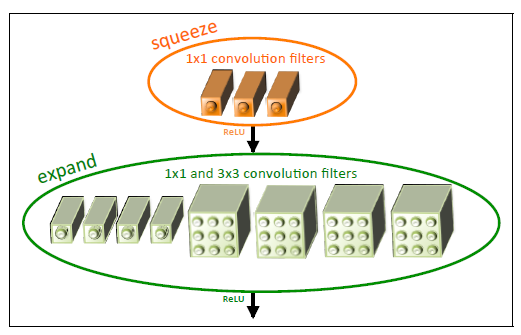 squeeze
1x1 convolution filters
ReLU
expand
1x1 and 3x3 convolution filters
ReLU